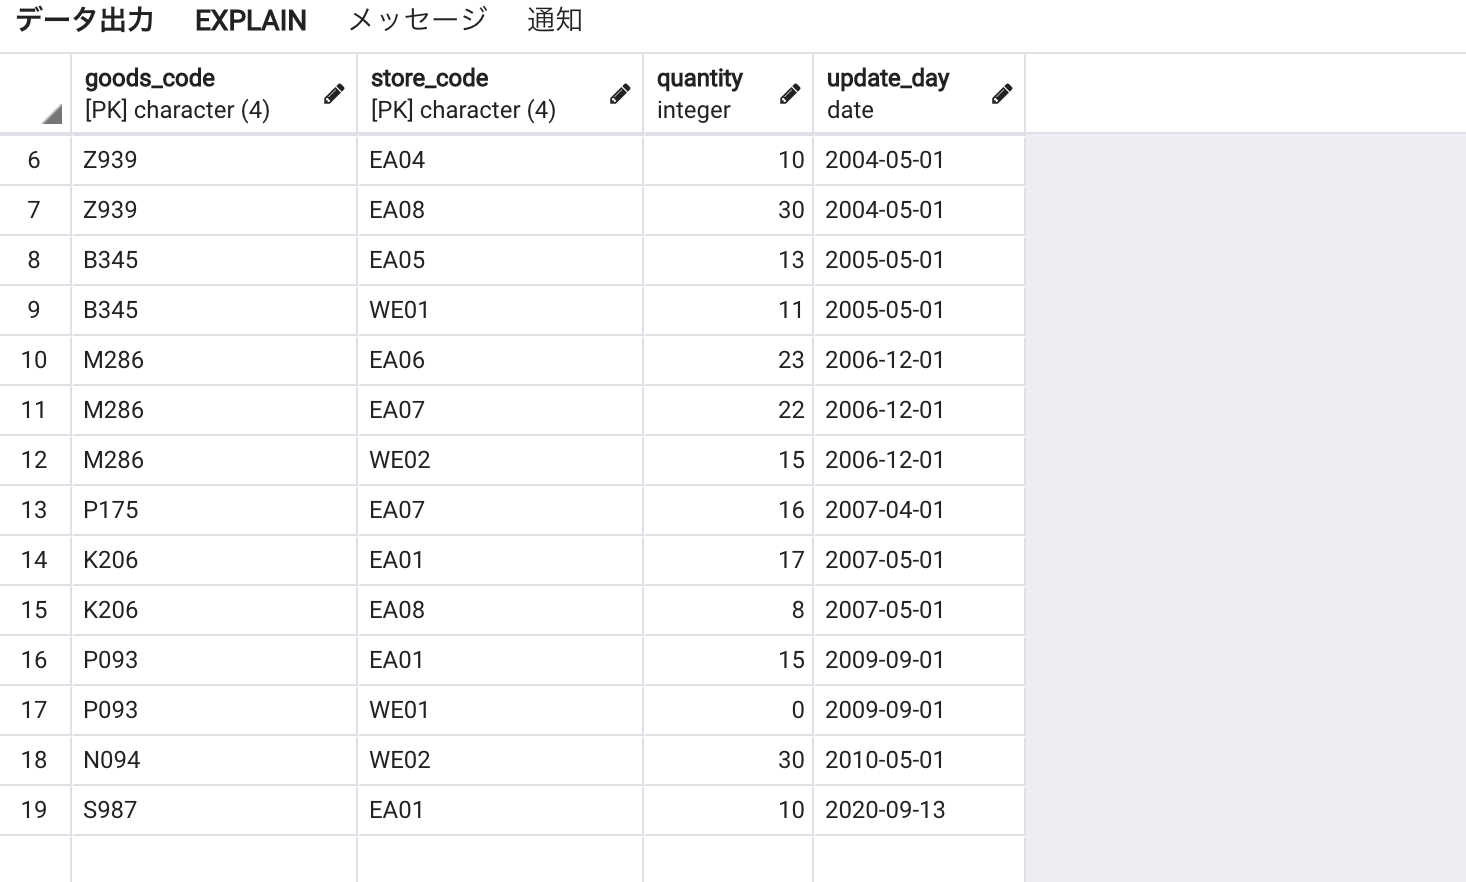 データ出力 EXPLAIN メッセージ 通知
goods_code store_code quantity update_day
[PK] character (4) [PK] character (4) integer date
6 Z939 EA04 10 2004-05-01
7 Z939 EA08 30 2004-05-01
8 B345 EA05 13 2005-05-01
9 B345 WE01 11 2005-05-01
10 M286 EA06 23 2006-12-01
11 M286 EA07 22 2006-12-01
12 M286 WE02 15 2006-12-01
13 P175 EA07 16 2007-04-01
14 K206 EA01 17 2007-05-01
15 K206 EA08 8 2007-05-01
16 P093 EA01 15 2009-09-01
17 P093 WE01 0 2009-09-01
18 N094 WE02 30 2010-05-01
19 S987 EA01 10 2020-09-13